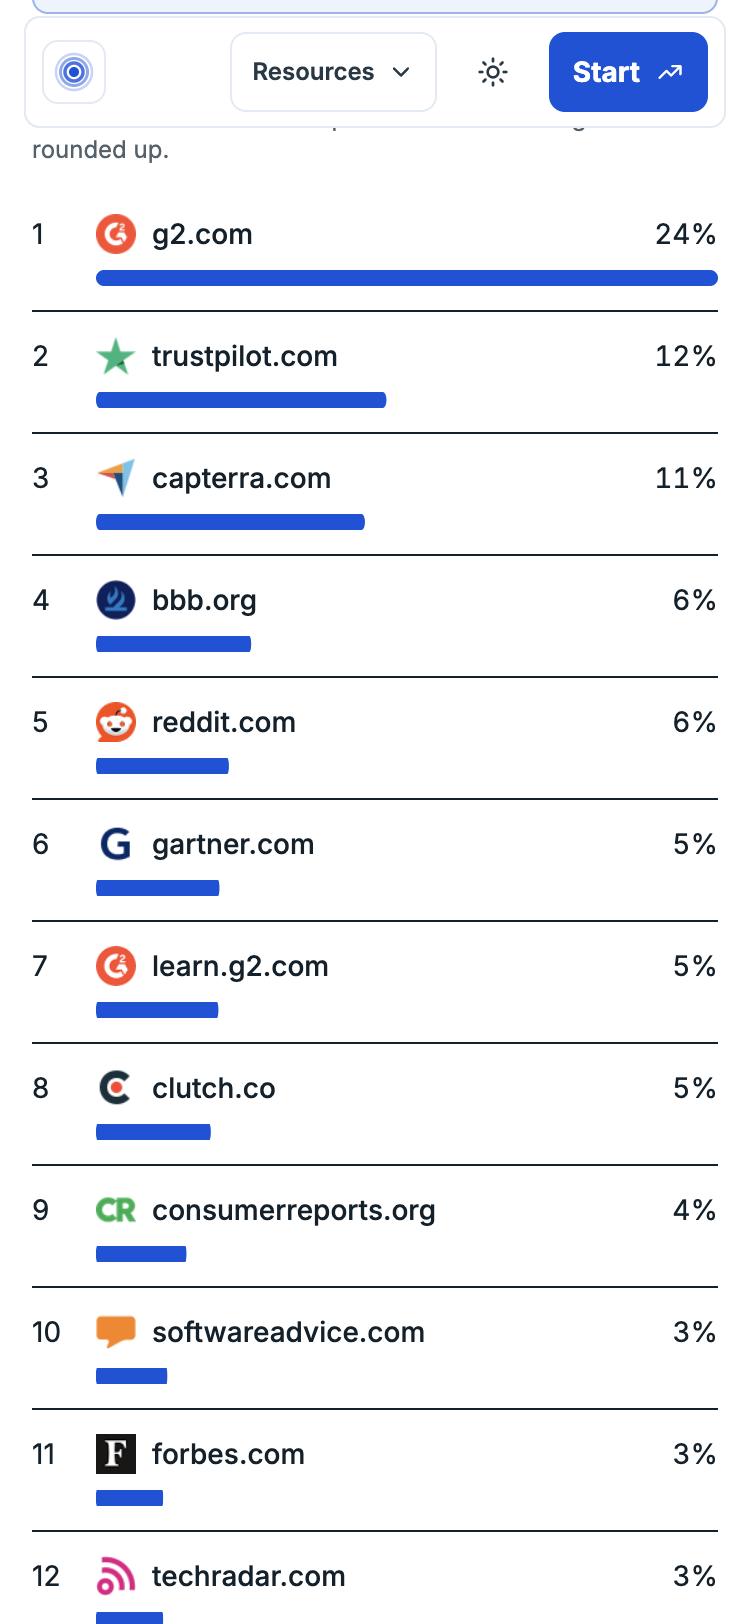 Resources
Start
rounded up.
1
g2.com
24%
2
trustpilot.com
12%
3
capterra.com
11%
4
bbb.org
6%
5
reddit.com
6%
6
gartner.com
5%
7
learn.g2.com
5%
8
clutch.co
5%
9
CR
consumerreports.org
4%
10
softwareadvice.com
3%
11
F
forbes.com
3%
12
techradar.com
3%